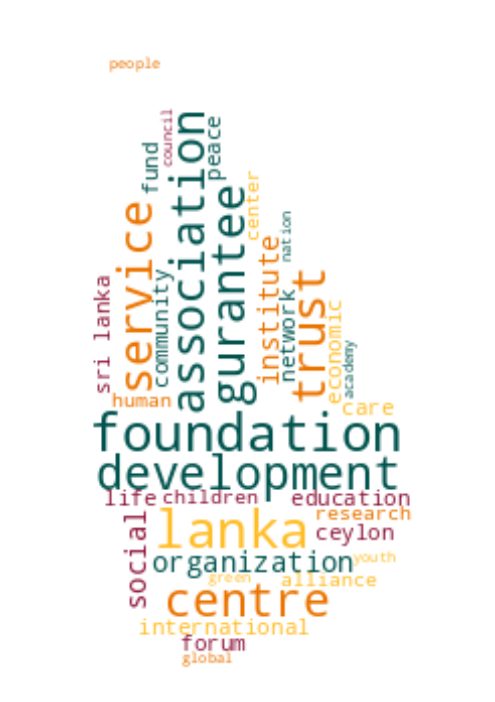 people
council
fund
association
peace
center
service
gurantee
nation
institute
trust
sri lanka
community
network
economic
academy
human
care
foundation
development
life
children
education
social
lanka
research
ceylon
organization
youth
green
alliance
centre
international
forum
global